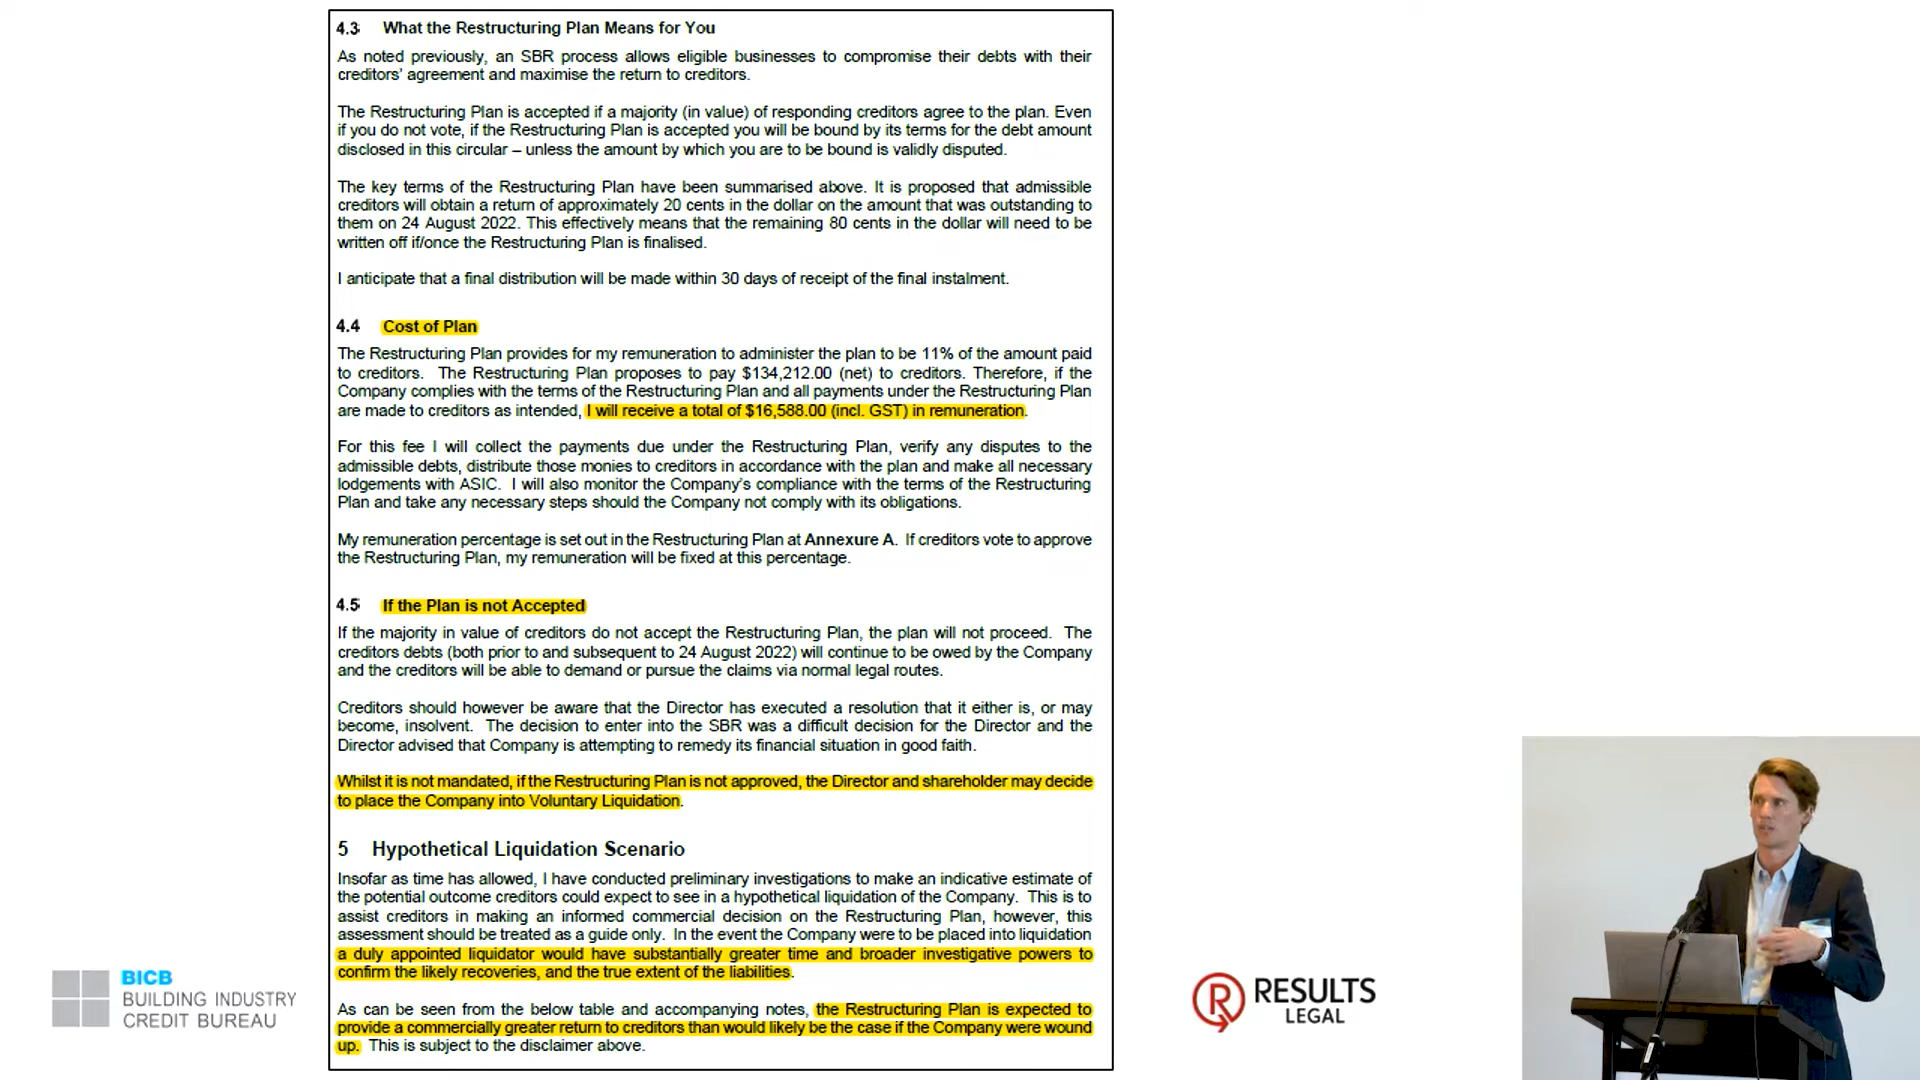 4.3 What the Restructuring Plan Means for You
As noted previously, an SBR process allows eligible businesses to compromise their debts with their
creditors' agreement and maximise the return to creditors.
The Restructuring Plan is accepted if a majority (in value) of responding creditors agree to the plan. Even
if you do not vote, if the Restructuring Plan is accepted you will be bound by its terms for the debt amount
disclosed in this circular – unless the amount by which you are to be bound is validly disputed.
The key terms of the Restructuring Plan have been summarised above. It is proposed that admissible
creditors will obtain a return of approximately 20 cents in the dollar on the amount that was outstanding to
them on 24 August 2022. This effectively means that the remaining 80 cents in the dollar will need to be
written off if/once the Restructuring Plan is finalised.
I anticipate that a final distribution will be made within 30 days of receipt of the final instalment.
4.4 Cost of Plan
The Restructuring Plan provides for my remuneration to administer the plan to be 11% of the amount paid
to creditors. The Restructuring Plan proposes to pay $134,212.00 (net) to creditors. Therefore, if the
Company complies with the terms of the Restructuring Plan and all payments under the Restructuring Plan
are made to creditors as intended, I will receive a total of $16,588.00 (incl. GST) in remuneration.
For this fee I will collect the payments due under the Restructuring Plan, verify any disputes to the
admissible debts, distribute those monies to creditors in accordance with the plan and make all necessary
lodgements with ASIC. I will also monitor the Company's compliance with the terms of the Restructuring
Plan and take any necessary steps should the Company not comply with its obligations.
My remuneration percentage is set out in the Restructuring Plan at Annexure A. If creditors vote to approve
the Restructuring Plan, my remuneration will be fixed at this percentage.
4.5 If the Plan is not Accepted
If the majority in value of creditors do not accept the Restructuring Plan, the plan will not proceed. The
creditors debts (both prior to and subsequent to 24 August 2022) will continue to be owed by the Company
and the creditors will be able to demand or pursue the claims via normal legal routes.
Creditors should however be aware that the Director has executed a resolution that it either is, or may
become, insolvent. The decision to enter into the SBR was a difficult decision for the Director and the
Director advised that Company is attempting to remedy its financial situation in good faith.
Whilst it is not mandated, if the Restructuring Plan is not approved, the Director and shareholder may decide
to place the Company into Voluntary Liquidation.
5 Hypothetical Liquidation Scenario
Insofar as time has allowed, I have conducted preliminary investigations to make an indicative estimate of
the potential outcome creditors could expect to see in a hypothetical liquidation of the Company. This is to
assist creditors in making an informed commercial decision on the Restructuring Plan, however, this
assessment should be treated as a guide only. In the event the Company were to be placed into liquidation
a duly appointed liquidator would have substantially greater time and broader investigative powers to
confirm the likely recoveries, and the true extent of the liabilities.
As can be seen from the below table and accompanying notes, the Restructuring Plan is expected to
provide a commercially greater return to creditors than would likely be the case if the Company were wound
up. This is subject to the disclaimer above.
BICB
BUILDING INDUSTRY
CREDIT BUREAU
RESULTS
LEGAL